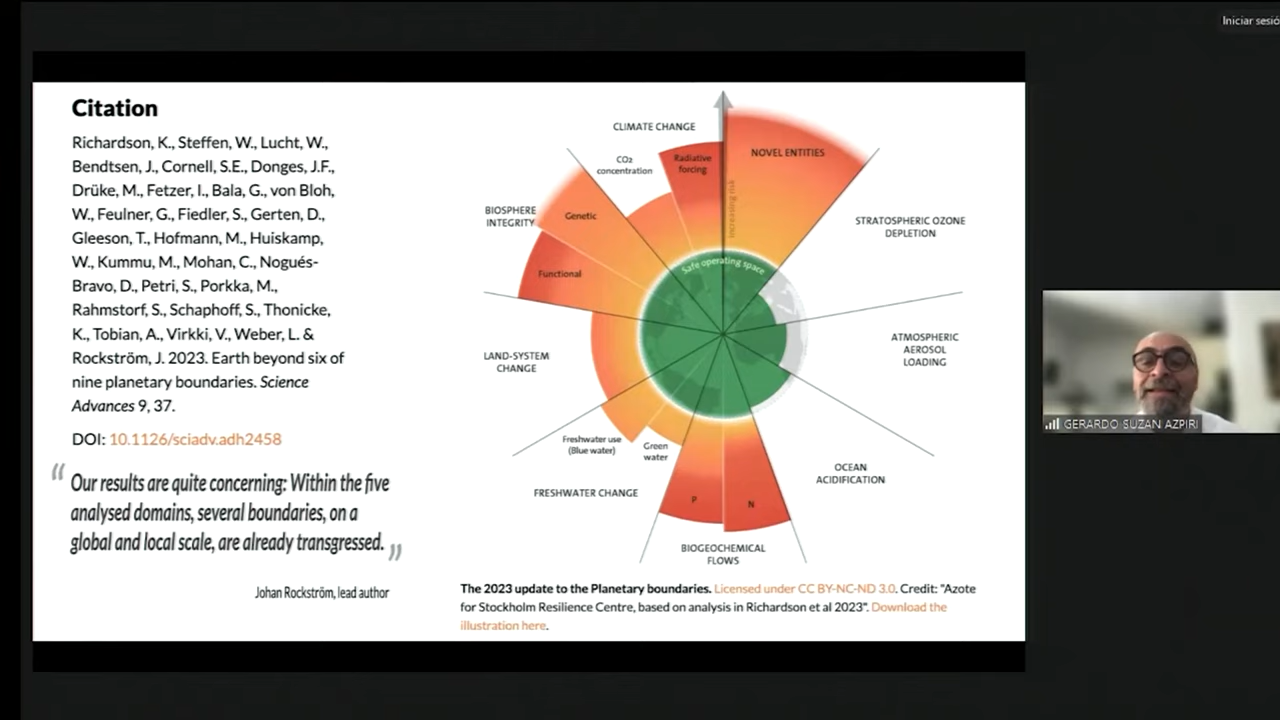 Iniciar sesió
Citation
Richardson, K., Steffen, W., Lucht, W.,
Bendtsen, J., Cornell, S.E., Donges, J.F.,
Drüke, M., Fetzer, I., Bala, G., von Bloh,
W., Feulner, G., Fiedler, S., Gerten, D.,
Gleeson, T., Hofmann, M., Huiskamp,
W., Kummu, M., Mohan, C., Nogués-
Bravo, D., Petri, S., Porkka, M.,
Rahmstorf, S., Schaphoff, S., Thonicke,
K., Tobian, A., Virkki, V., Weber, L. &
Rockström, J. 2023. Earth beyond six of
nine planetary boundaries. Science
Advances 9, 37.
DOI: 10.1126/sciadv.adh2458
“ Our results are quite concerning: Within the five
analysed domains, several boundaries, on a
global and local scale, are already transgressed. ”
Johan Rockström, lead author
CLIMATE CHANGE
CO₂
concentration
Radiative
forcing
NOVEL ENTITIES
Increasing risk
BIOSPHERE
INTEGRITY
Genetic
Functional
STRATOSPHERIC OZONE
DEPLETION
Safe operating space
LAND-SYSTEM
CHANGE
ATMOSPHERIC
AEROSOL
LOADING
Freshwater use
(Blue water)
Green
water
FRESHWATER CHANGE
P
N
OCEAN
ACIDIFICATION
BIOGEOCHEMICAL
FLOWS
The 2023 update to the Planetary boundaries. Licensed under CC BY-NC-ND 3.0. Credit: "Azote
for Stockholm Resilience Centre, based on analysis in Richardson et al 2023". Download the
illustration here.
GERARDO SUZAN AZPIRI